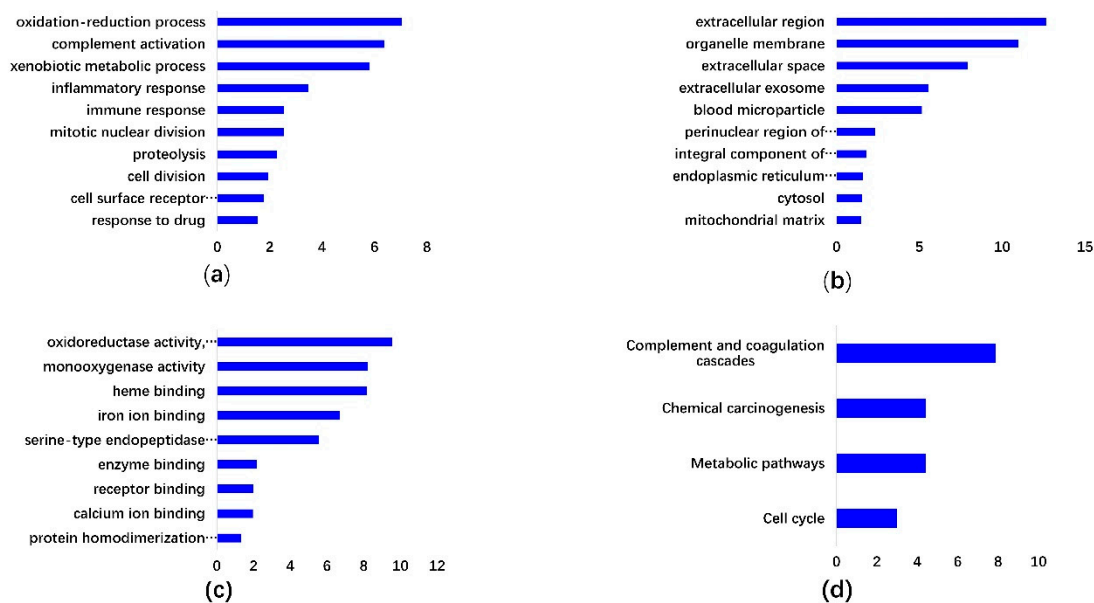 oxidation-reduction process
complement activation
xenobiotic metabolic process
inflammatory response
immune response
mitotic nuclear division
proteolysis
cell division
cell surface receptor…
response to drug
0 2 4 6 8
(a)
extracellular region
organelle membrane
extracellular space
extracellular exosome
blood microparticle
perinuclear region of…
integral component of…
endoplasmic reticulum…
cytosol
mitochondrial matrix
0 5 10 15
(b)
oxidoreductase activity,…
monooxygenase activity
heme binding
iron ion binding
serine-type endopeptidase…
enzyme binding
receptor binding
calcium ion binding
protein homodimerization…
0 2 4 6 8 10 12
(c)
Complement and coagulation
cascades
Chemical carcinogenesis
Metabolic pathways
Cell cycle
0 2 4 6 8 10
(d)